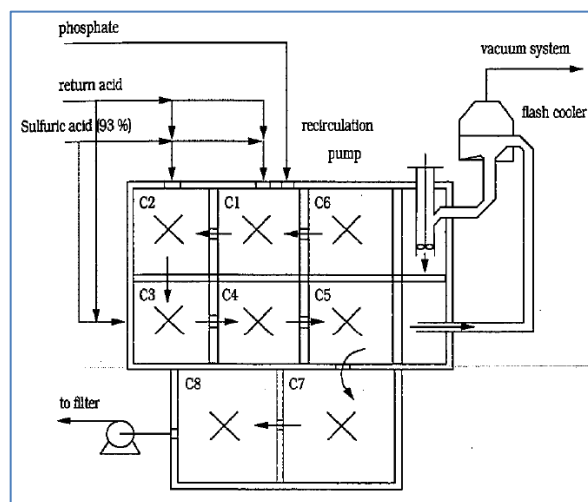 phosphate
return acid
Sulfuric acid (93 %)
recirculation
pump
vacuum system
flash cooler
C2
C1
C6
C3
C4
C5
C8
C7
to filter